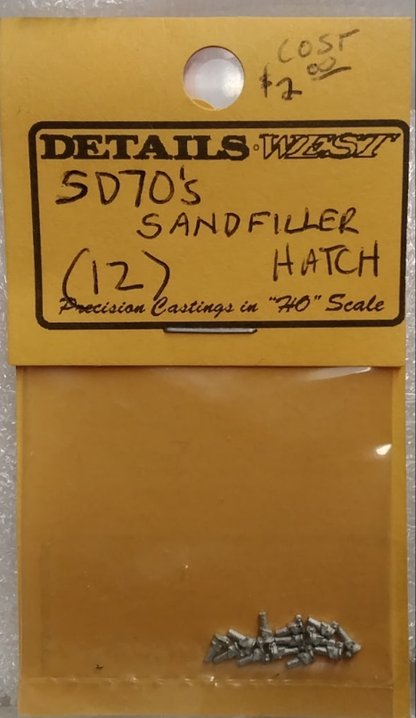 COST
$2 00
DETAILS·WEST
SD70's
SANDFILLER
(12) HATCH
Precision Castings in "HO" Scale